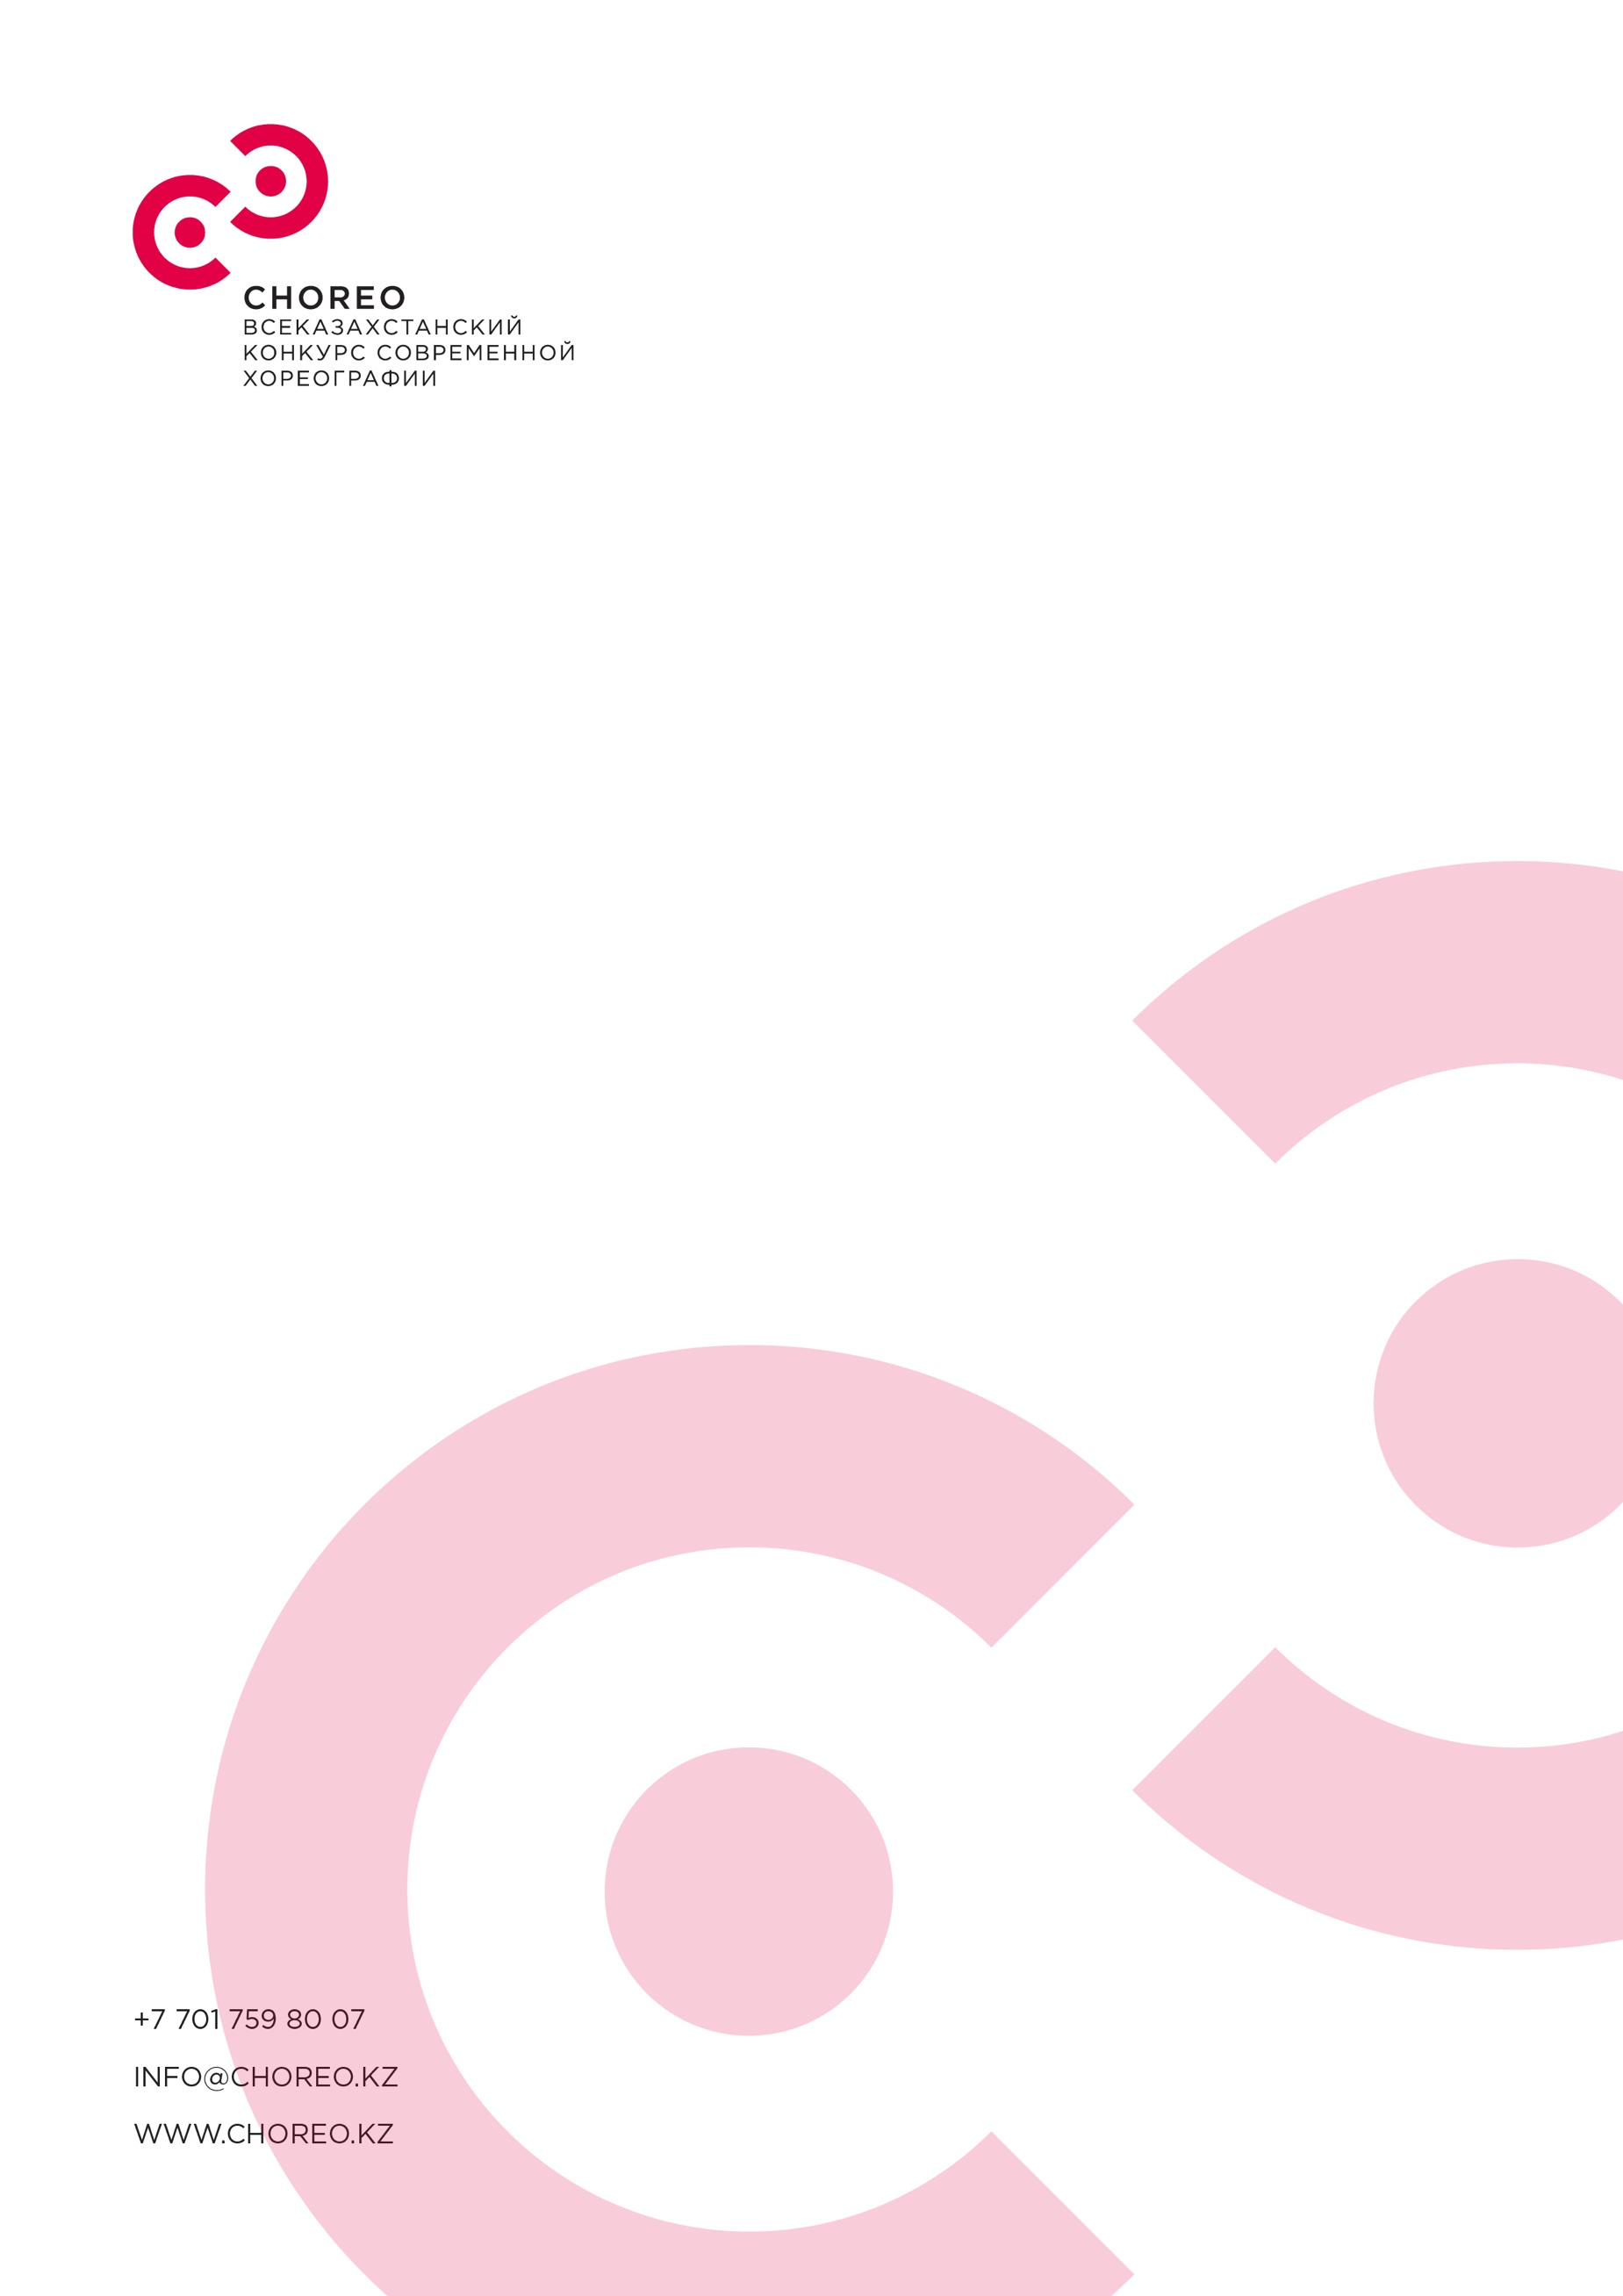 CHOREO
ВСЕКАЗАХСТАНСКИЙ
КОНКУРС СОВРЕМЕННОЙ
ХОРЕОГРАФИИ
+7 701 759 80 07
INFO@CHOREO.KZ
WWW.CHOREO.KZ